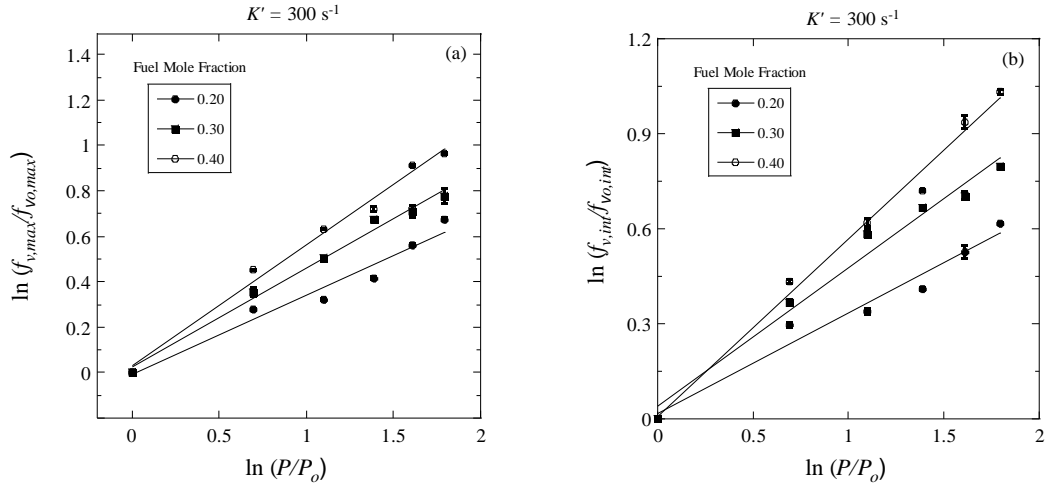 K' = 300 s⁻¹
(a)
Fuel Mole Fraction
0.20
0.30
0.40
1.4
1.2
1
0.8
0.6
0.4
0.2
0
ln (fv,max/fvo,max)
0
0.5
1
1.5
2
ln (P/Po)
K' = 300 s⁻¹
(b)
Fuel Mole Fraction
0.20
0.30
0.40
1.2
0.9
0.6
0.3
0
ln (fv,int/fvo,int)
0
0.5
1
1.5
2
ln (P/Po)